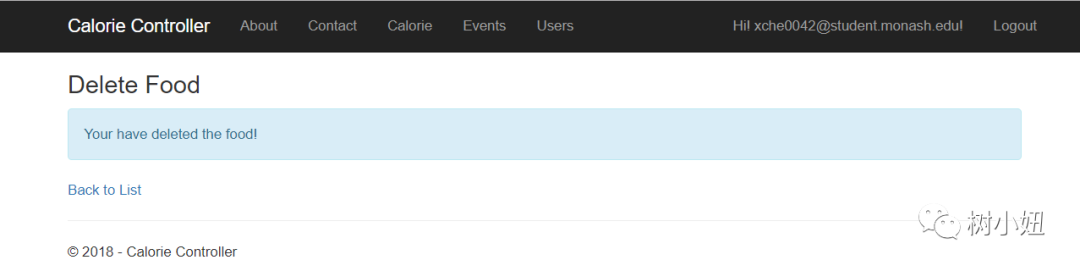 Calorie Controller About Contact Calorie Events Users Hi! xche0042@student.monash.edu! Logout
Delete Food
Your have deleted the food!
Back to List
树小妞
© 2018 - Calorie Controller